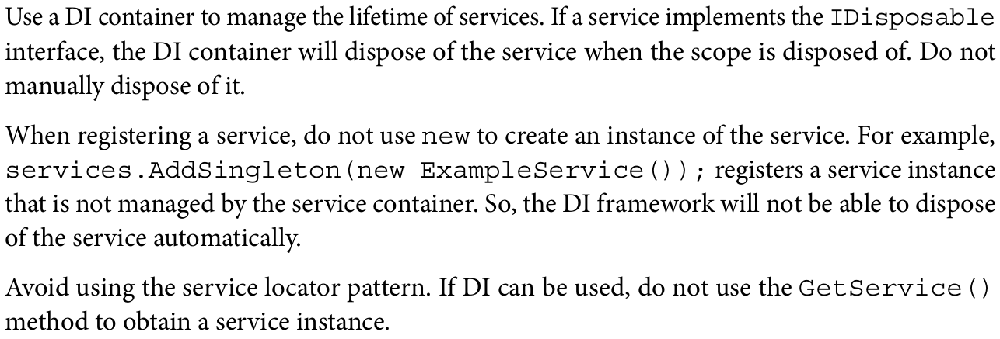 Use a DI container to manage the lifetime of services. If a service implements the IDisposable
interface, the DI container will dispose of the service when the scope is disposed of. Do not
manually dispose of it.
When registering a service, do not use new to create an instance of the service. For example,
services.AddSingleton(new ExampleService()); registers a service instance
that is not managed by the service container. So, the DI framework will not be able to dispose
of the service automatically.
Avoid using the service locator pattern. If DI can be used, do not use the GetService()
method to obtain a service instance.